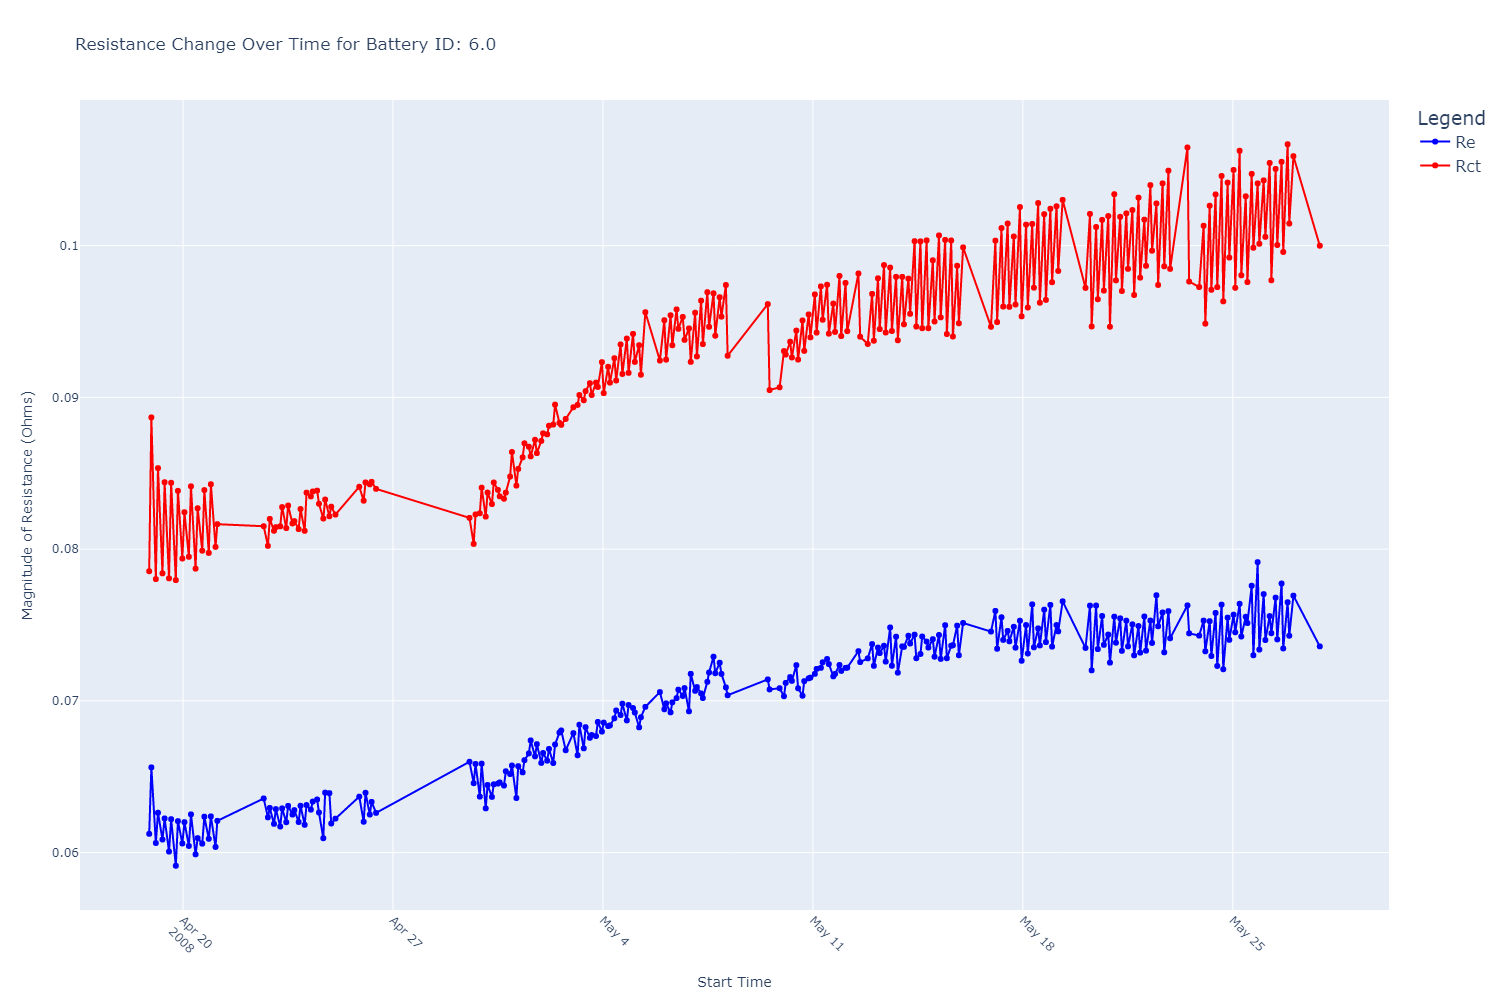 Resistance Change Over Time for Battery ID: 6.0
Legend
Re
Rct
Magnitude of Resistance (Ohms)
0.1
0.09
0.08
0.07
0.06
Apr 20
2008
Apr 27
May 4
May 11
May 18
May 25
Start Time